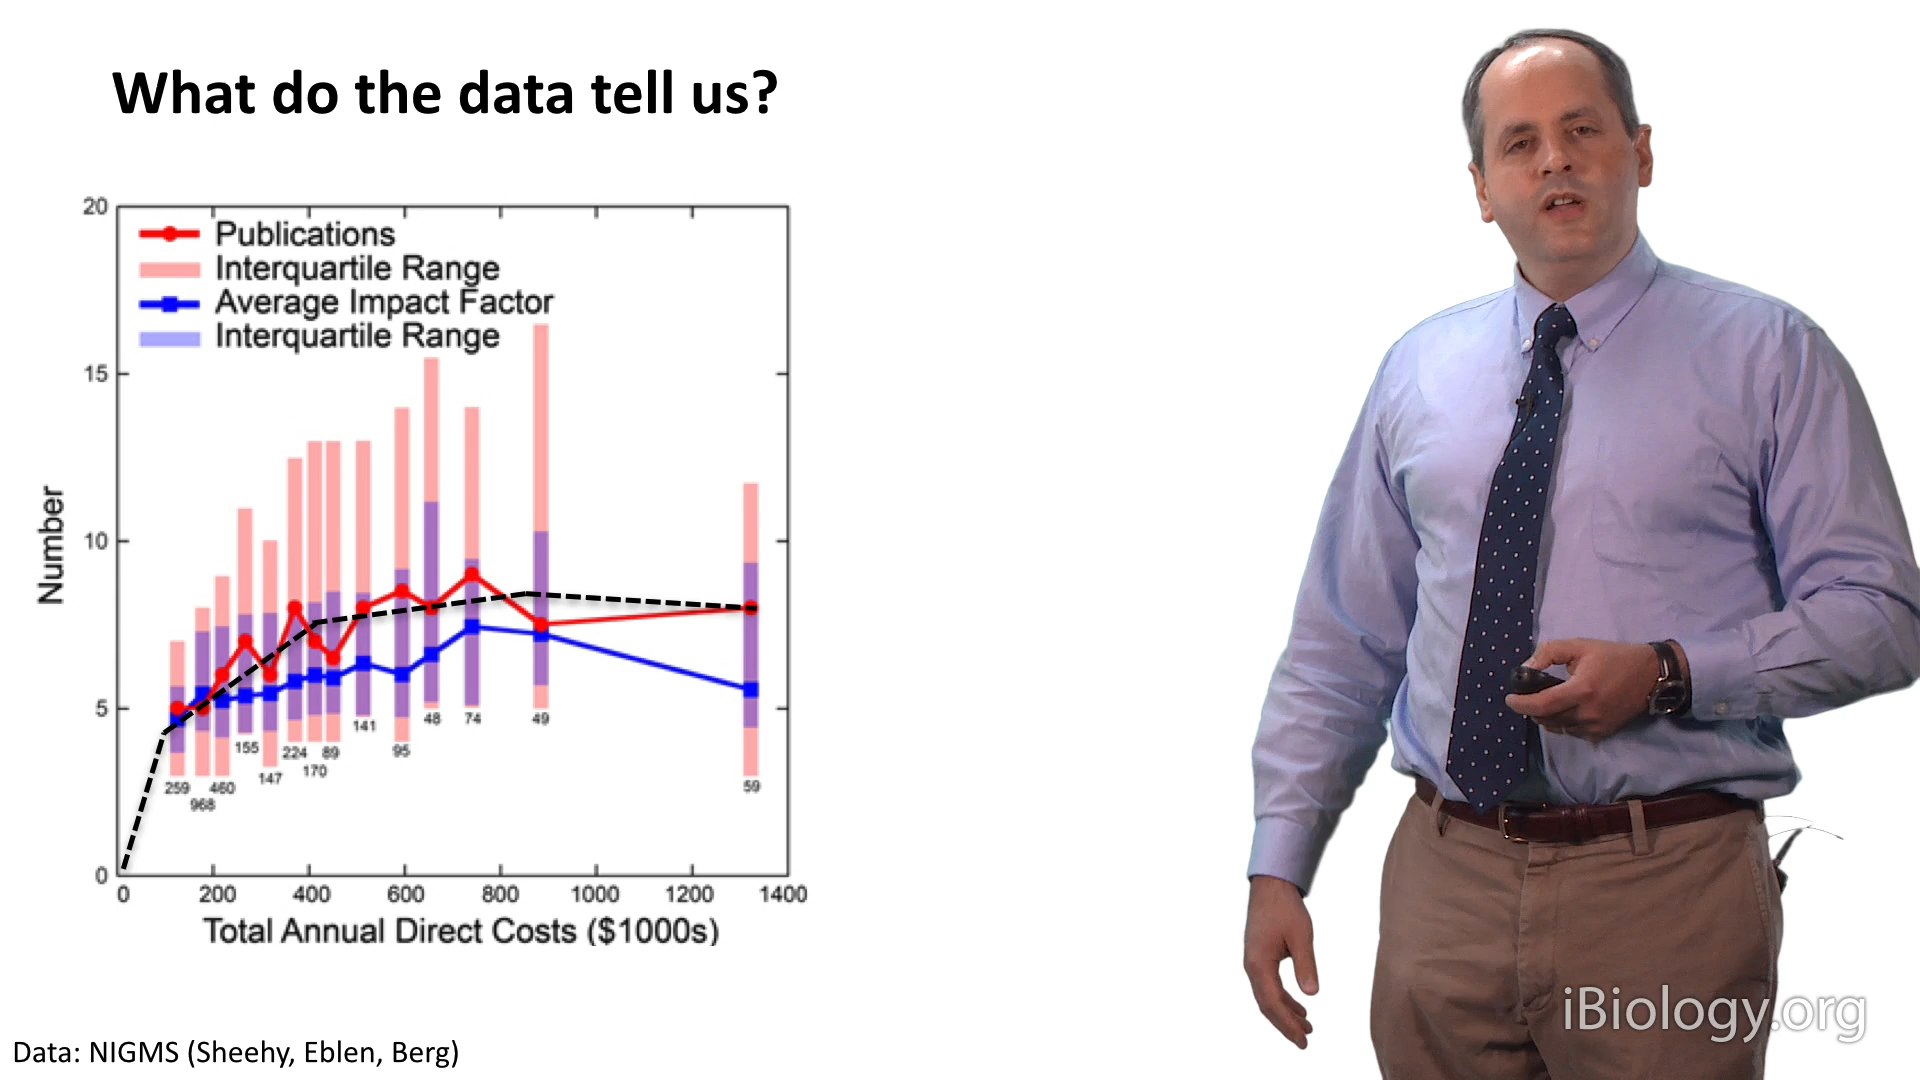 What do the data tell us?
20
Publications
Interquartile Range
Average Impact Factor
Interquartile Range
15
10
5
0
Number
259
968
460
155
147
224
170
89
141
95
48
74
49
59
0 200 400 600 800 1000 1200 1400
Total Annual Direct Costs ($1000s)
Data: NIGMS (Sheehy, Eblen, Berg)
iBiology.org